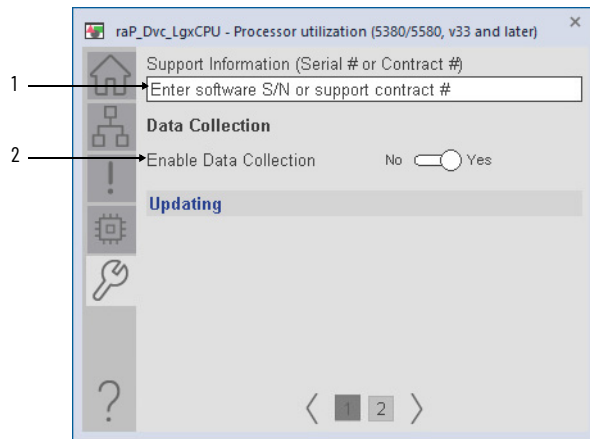 raP_Dvc_LgxCPU - Processor utilization (5380/5580, v33 and later)
Support Information (Serial # or Contract #)
1
Enter software S/N or support contract #
Data Collection
2
Enable Data Collection No Yes
Updating
1 2